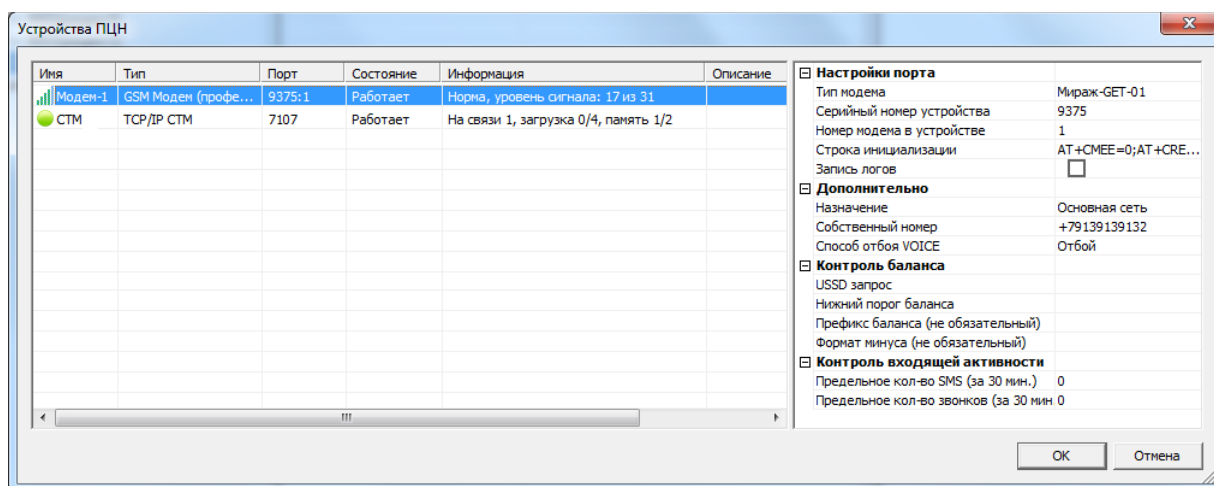 Устройства ПЦН
Имя Тип Порт Состояние Информация Описание
Модем-1 GSM Модем (профе... 9375:1 Работает Норма, уровень сигнала: 17 из 31
СТМ TCP/IP СТМ 7107 Работает На связи 1, загрузка 0/4, память 1/2
Настройки порта
Тип модема Мираж-GET-01
Серийный номер устройства 9375
Номер модема в устройстве 1
Строка инициализации AT+CMEE=0;AT+CRE...
Запись логов
Дополнительно
Назначение Основная сеть
Собственный номер +79139139132
Способ отбоя VOICE Отбой
Контроль баланса
USSD запрос
Нижний порог баланса
Префикс баланса (не обязательный)
Формат минуса (не обязательный)
Контроль входящей активности
Предельное кол-во SMS (за 30 мин.) 0
Предельное кол-во звонков (за 30 мин 0
OK Отмена